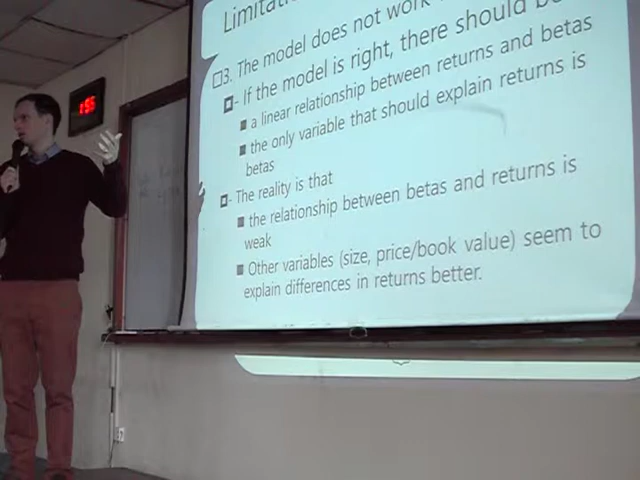 7:55
Limitati
3. The model does not work
- If the model is right, there should be
a linear relationship between returns and betas
the only variable that should explain returns is
betas
- The reality is that
the relationship between betas and returns is
weak
Other variables (size, price/book value) seem to
explain differences in returns better.